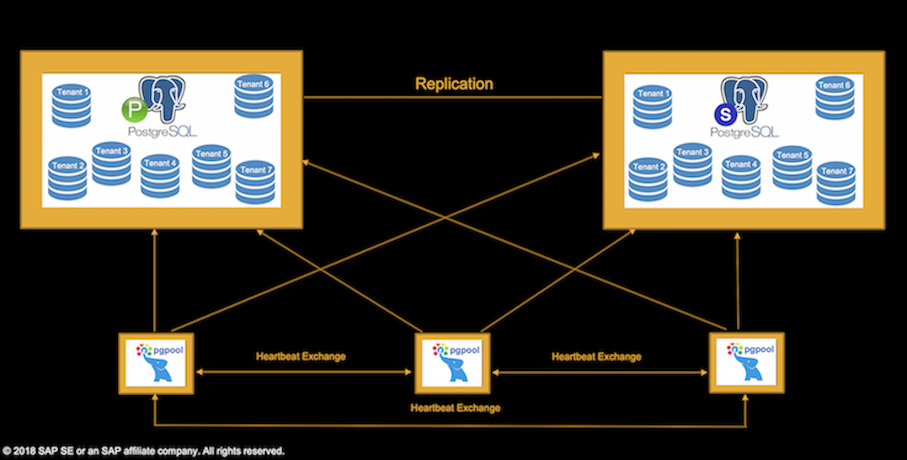 Replication
Tenant 1
Tenant 6
P
PostgreSQL
Tenant 2
Tenant 3
Tenant 4
Tenant 5
Tenant 7
Tenant 1
Tenant 6
S
PostgreSQL
Tenant 2
Tenant 3
Tenant 4
Tenant 5
Tenant 7
pgpool
Heartbeat Exchange
pgpool
Heartbeat Exchange
pgpool
Heartbeat Exchange
© 2018 SAP SE or an SAP affiliate company. All rights reserved.